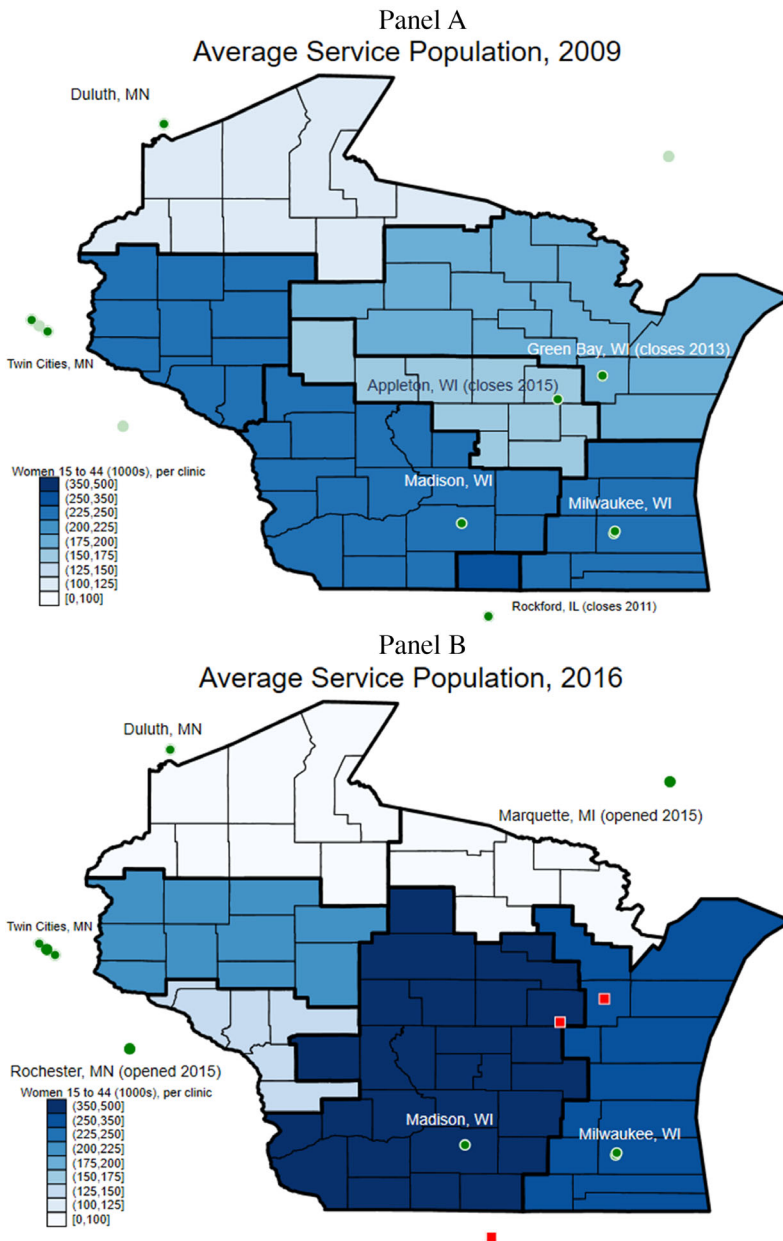 Panel A
Average Service Population, 2009
Duluth, MN
Twin Cities, MN
Green Bay, WI (closes 2013)
Appleton, WI (closes 2015)
Madison, WI
Milwaukee, WI
Women 15 to 44 (1000s), per clinic
(350,500]
(250,350]
(225,250]
(200,225]
(175,200]
(150,175]
(125,150]
(100,125]
[0,100]
Rockford, IL (closes 2011)
Panel B
Average Service Population, 2016
Duluth, MN
Marquette, MI (opened 2015)
Twin Cities, MN
Rochester, MN (opened 2015)
Women 15 to 44 (1000s), per clinic
(350,500]
(250,350]
(225,250]
(200,225]
(175,200]
(150,175]
(125,150]
(100,125]
[0,100]
Madison, WI
Milwaukee, WI